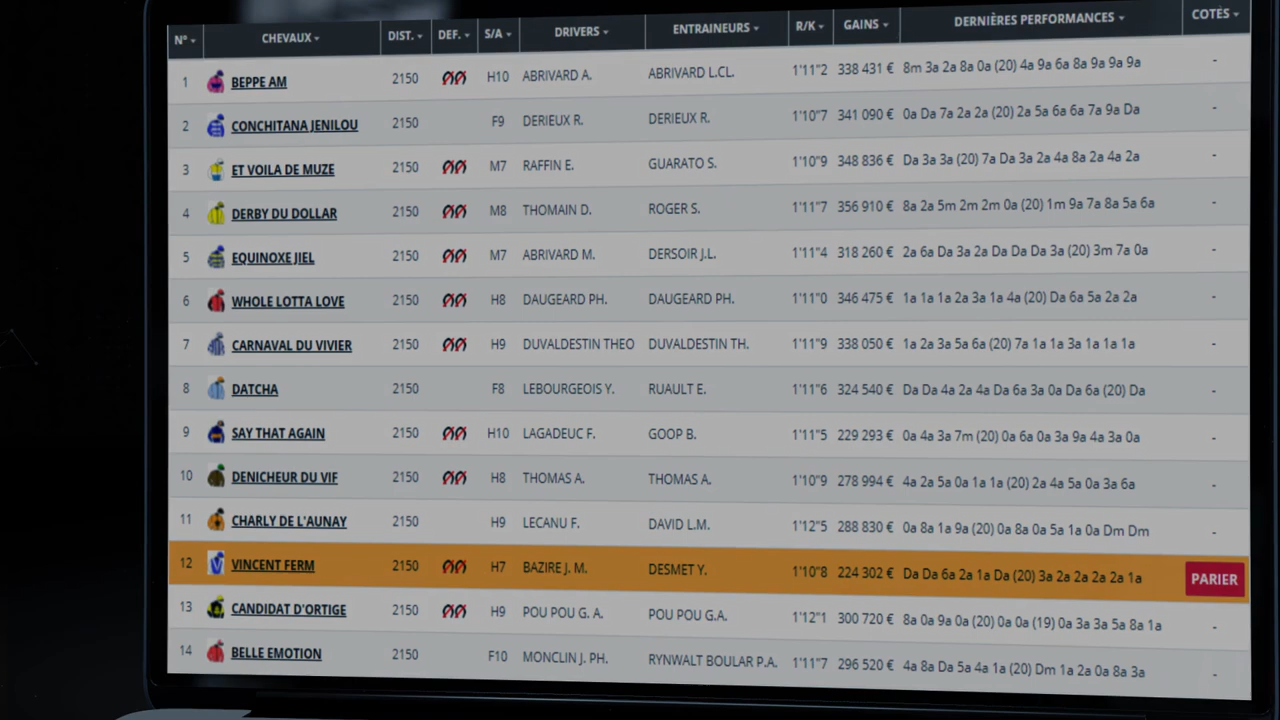 N° CHEVAUX DIST. DEF. S/A DRIVERS ENTRAINEURS R/K GAINS DERNIÈRES PERFORMANCES COTES
1 BEPPE AM 2150 H10 ABRIVARD A. ABRIVARD L.CL. 1'11"2 338 431 € 8m 3a 2a 8a 0a (20) 4a 9a 6a 8a 9a 9a 9a -
2 CONCHITANA JENILOU 2150 F9 DERIEUX R. DERIEUX R. 1'10"7 341 090 € 0a Da 7a 2a 2a (20) 2a 5a 6a 6a 7a 9a Da -
3 ET VOILA DE MUZE 2150 M7 RAFFIN E. GUARATO S. 1'10"9 348 836 € Da 3a 3a (20) 7a Da 3a 2a 4a 8a 2a 4a 2a -
4 DERBY DU DOLLAR 2150 M8 THOMAIN D. ROGER S. 1'11"7 356 910 € 8a 2a 5m 2m 2m 0a (20) 1m 9a 7a 8a 5a 6a -
5 EQUINOXE JIEL 2150 M7 ABRIVARD M. DERSOIR J.L. 1'11"4 318 260 € 2a 6a Da 3a 2a Da Da Da 3a (20) 3m 7a 0a -
6 WHOLE LOTTA LOVE 2150 H8 DAUGEARD PH. DAUGEARD PH. 1'11"0 346 475 € 1a 1a 1a 2a 3a 1a 4a (20) Da 6a 5a 2a 2a -
7 CARNAVAL DU VIVIER 2150 H9 DUVALDESTIN THEO DUVALDESTIN TH. 1'11"9 338 050 € 1a 2a 3a 5a 6a (20) 7a 1a 1a 3a 1a 1a 1a -
8 DATCHA 2150 F8 LEBOURGEOIS Y. RUAULT E. 1'11"6 324 540 € Da Da 4a 2a 4a Da 6a 3a 0a Da 6a (20) Da -
9 SAY THAT AGAIN 2150 H10 LAGADEUC F. GOOP B. 1'11"5 229 293 € 0a 4a 3a 7m (20) 0a 6a 0a 3a 9a 4a 3a 0a -
10 DENICHEUR DU VIF 2150 H8 THOMAS A. THOMAS A. 1'10"9 278 994 € 4a 2a 5a 0a 1a 1a (20) 2a 4a 5a 0a 3a 6a -
11 CHARLY DE L'AUNAY 2150 H9 LECANU F. DAVID L.M. 1'12"5 288 830 € 0a 8a 1a 9a (20) 0a 8a 0a 5a 1a 0a Dm Dm -
12 VINCENT FERM 2150 H7 BAZIRE J. M. DESMET Y. 1'10"8 224 302 € Da Da 6a 2a 1a Da (20) 3a 2a 2a 2a 2a 1a PARIER
13 CANDIDAT D'ORTIGE 2150 H9 POU POU G. A. POU POU G.A. 1'12"1 300 720 € 8a 0a 9a 0a (20) 0a 0a (19) 0a 3a 3a 5a 8a 1a -
14 BELLE EMOTION 2150 F10 MONCLIN J. PH. RYNWALT BOULAR P.A. 1'11"7 296 520 € 4a 8a Da 5a 4a 1a (20) Dm 1a 2a 0a 8a 3a -